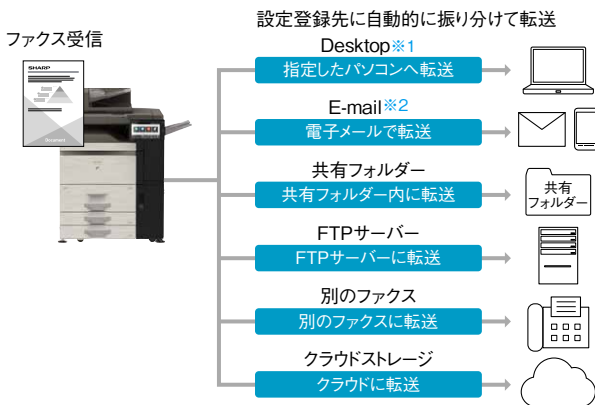 設定登録先に自動的に振り分けて転送
ファクス受信
SHARP
Document
Desktop※1
指定したパソコンへ転送
E-mail※2
電子メールで転送
共有フォルダー
共有フォルダー内に転送
共有
フォルダー
FTPサーバー
FTPサーバーに転送
別のファクス
別のファクスに転送
クラウドストレージ
クラウドに転送